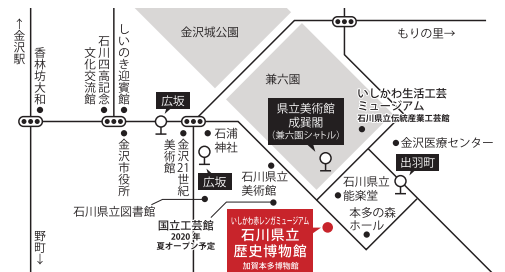 ↑金沢駅
香林坊大和
石川四高記念
文化交流館
しいのき迎賓館
金沢城公園
もりの里→
兼六園
広坂
県立美術館
成巽閣
(兼六園シャトル)
いしかわ生活工芸
ミュージアム
石川県立伝統産業工芸館
金沢市役所
美術館
金沢21世紀
石浦
神社
広坂
石川県立
美術館
金沢医療センター
出羽町
石川県立
能楽堂
本多の森
ホール
石川県立図書館
国立工芸館
2020 年
夏オープン予定
いしかわ赤レンガミュージアム
石川県立
歴史博物館
加賀本多博物館
野町↓